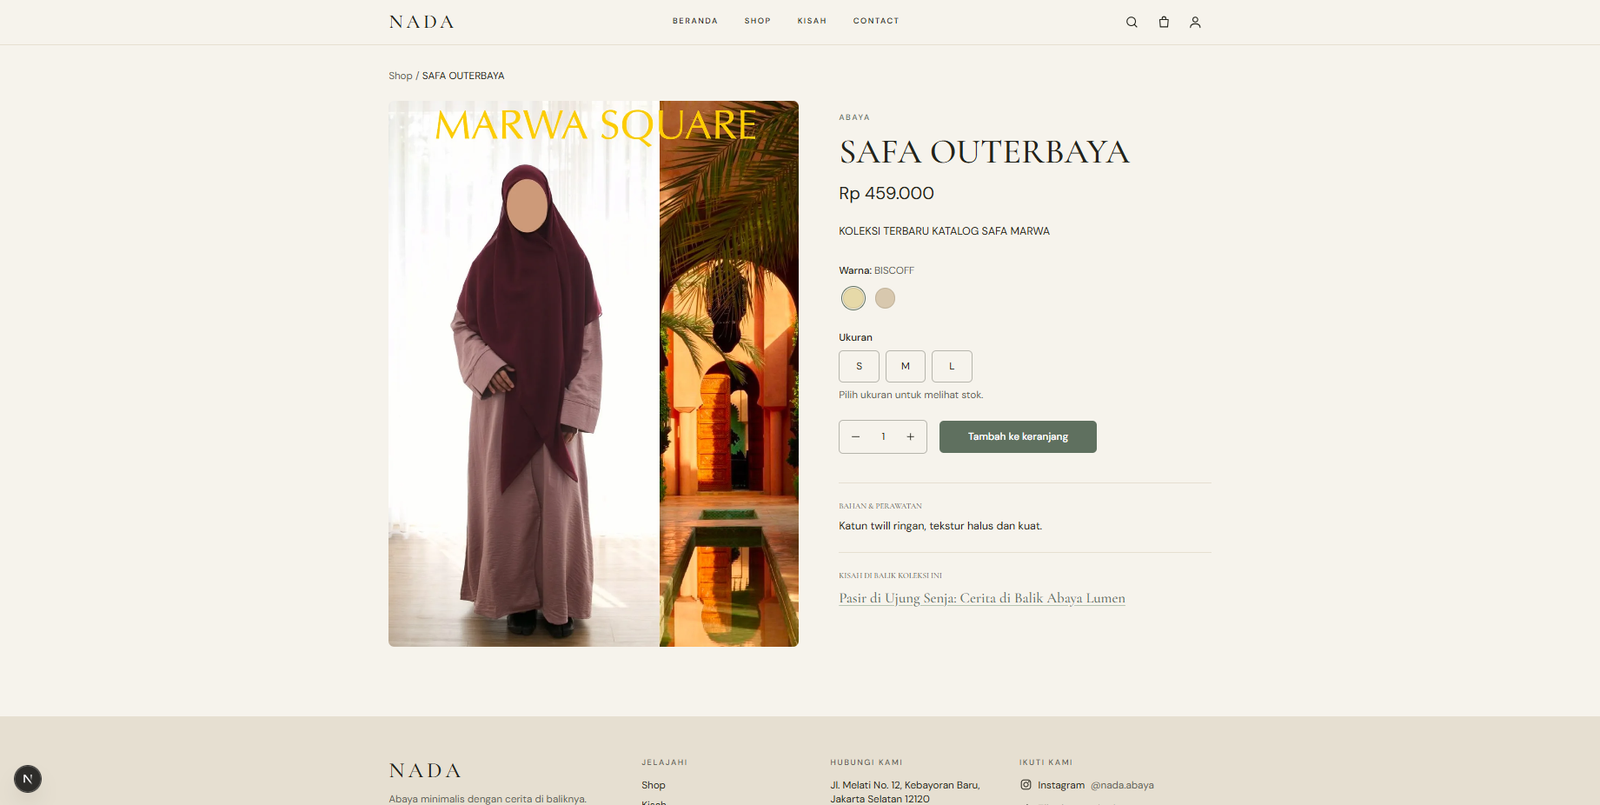 NADA
BERANDA SHOP KISAH CONTACT
Shop / SAFA OUTERBAYA
MARWA SQUARE
ABAYA
SAFA OUTERBAYA
Rp 459.000
KOLEKSI TERBARU KATALOG SAFA MARWA
Warna: BISCOFF
Ukuran
S M L
Pilih ukuran untuk melihat stok.
− 1 + Tambah ke keranjang
BAHAN & PERAWATAN
Katun twill ringan, tekstur halus dan kuat.
KISAH DI BALIK KOLEKSI INI
Pasir di Ujung Senja: Cerita di Balik Abaya Lumen
N
NADA
Abaya minimalis dengan cerita di baliknya.
JELAJAHI
Shop
Kisah
HUBUNGI KAMI
Jl. Melati No. 12, Kebayoran Baru,
Jakarta Selatan 12120
IKUTI KAMI
Instagram @nada.abaya